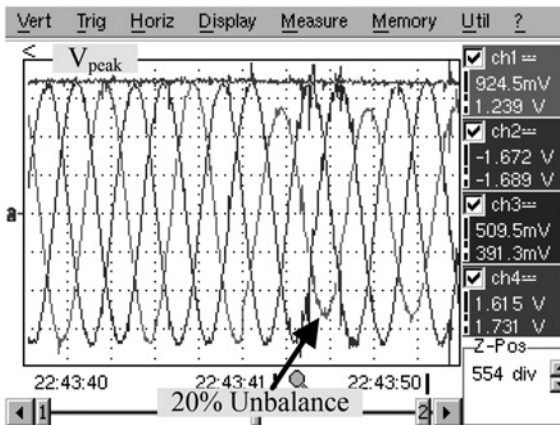 Vert Trig Horiz Display Measure Memory Util ?
<
V peak
a
ch1
924.5mV
1.239 V
ch2
-1.672 V
-1.689 V
ch3
509.5mV
391.3mV
ch4
1.615 V
1.731 V
Z-Pos
554 div
22:43:40 22:43:41 22:43:50
20% Unbalance
1 2